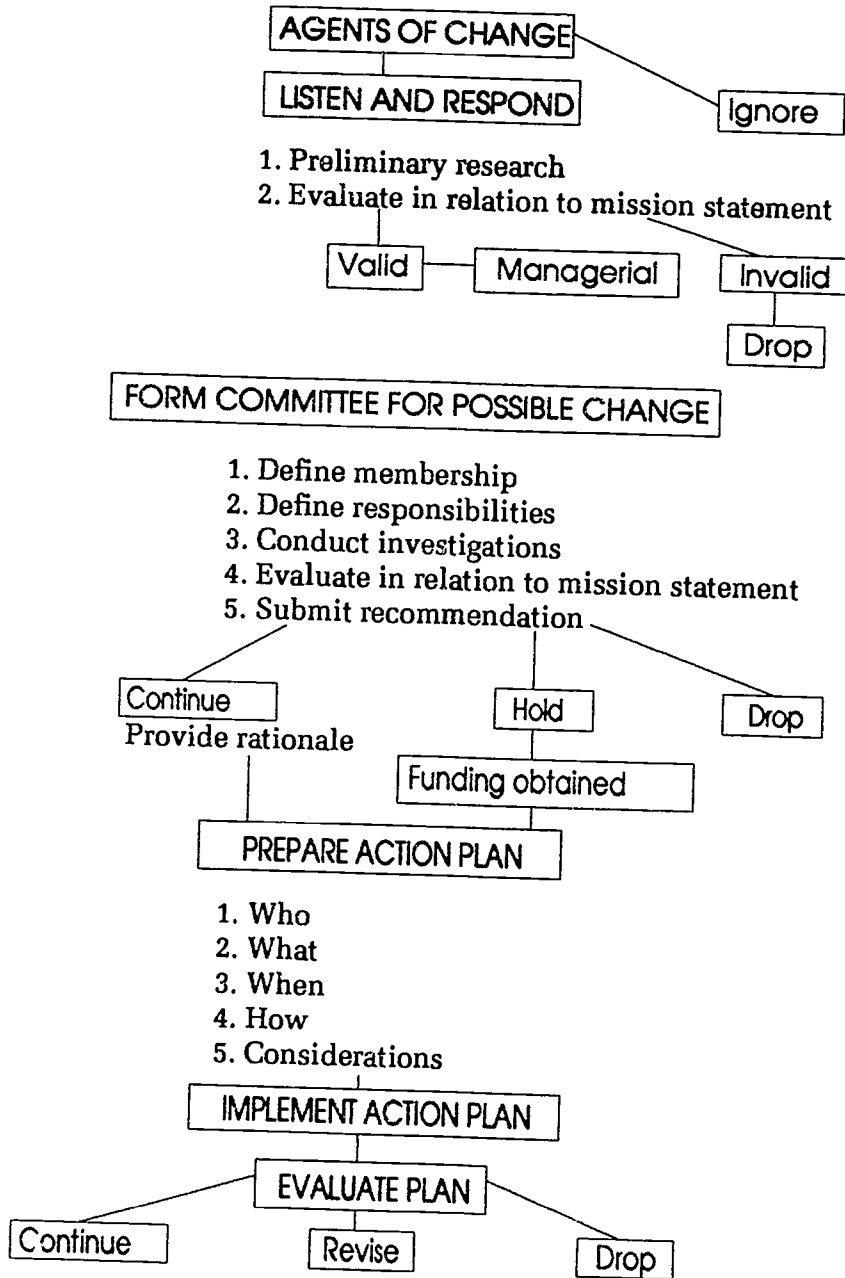 AGENTS OF CHANGE
LISTEN AND RESPOND
Ignore
1. Preliminary research
2. Evaluate in relation to mission statement
Valid
Managerial
Invalid
Drop
FORM COMMITTEE FOR POSSIBLE CHANGE
1. Define membership
2. Define responsibilities
3. Conduct investigations
4. Evaluate in relation to mission statement
5. Submit recommendation
Continue
Hold
Drop
Provide rationale
Funding obtained
PREPARE ACTION PLAN
1. Who
2. What
3. When
4. How
5. Considerations
IMPLEMENT ACTION PLAN
EVALUATE PLAN
Continue
Revise
Drop